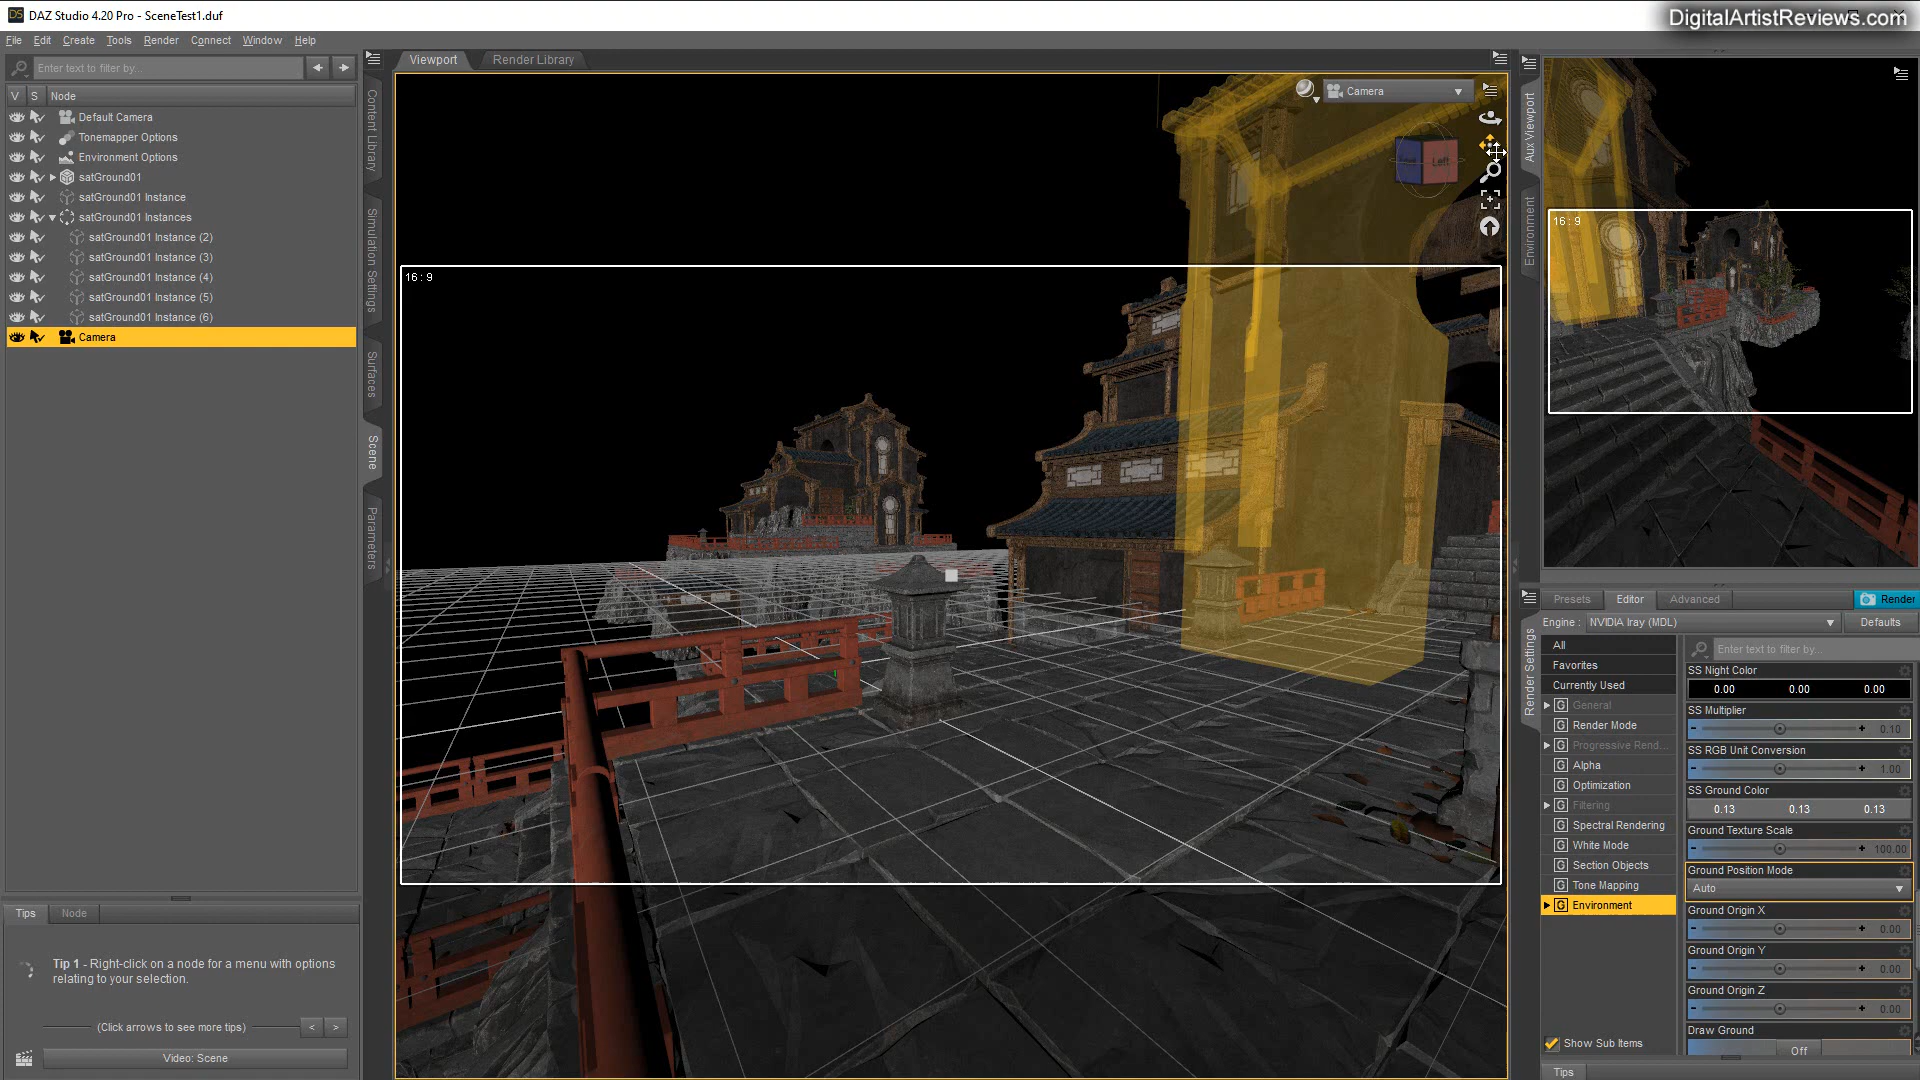 DAZ Studio 4.20 Pro - SceneTest1.duf
DigitalArtistReviews.com
File Edit Create Tools Render Connect Window Help
Enter text to filter by...
V S Node
Default Camera
Tonemapper Options
Environment Options
satGround01
satGround01 Instance
satGround01 Instances
satGround01 Instance (2)
satGround01 Instance (3)
satGround01 Instance (4)
satGround01 Instance (5)
satGround01 Instance (6)
Camera
Tips Node
Tip 1 - Right-click on a node for a menu with options
relating to your selection.
(Click arrows to see more tips) < >
Video: Scene
Content Library
Simulation Settings
Surfaces
Scene
Parameters
Viewport Render Library
Camera
Left
16 : 9
Aux Viewport
Environment
16 : 9
Render Settings
Presets Editor Advanced Render
Engine : NVIDIA Iray (MDL) Defaults
All
Favorites
Currently Used
G General
G Render Mode
G Progressive Rend...
G Alpha
G Optimization
G Filtering
G Spectral Rendering
G White Mode
G Section Objects
G Tone Mapping
G Environment
Show Sub Items
Enter text to filter by...
SS Night Color
0.00 0.00 0.00
SS Multiplier
- + 0.10
SS RGB Unit Conversion
- + 1.00
SS Ground Color
0.13 0.13 0.13
Ground Texture Scale
- + 100.00
Ground Position Mode
Auto
Ground Origin X
- + 0.00
Ground Origin Y
- + 0.00
Ground Origin Z
- + 0.00
Draw Ground
Off
Tips